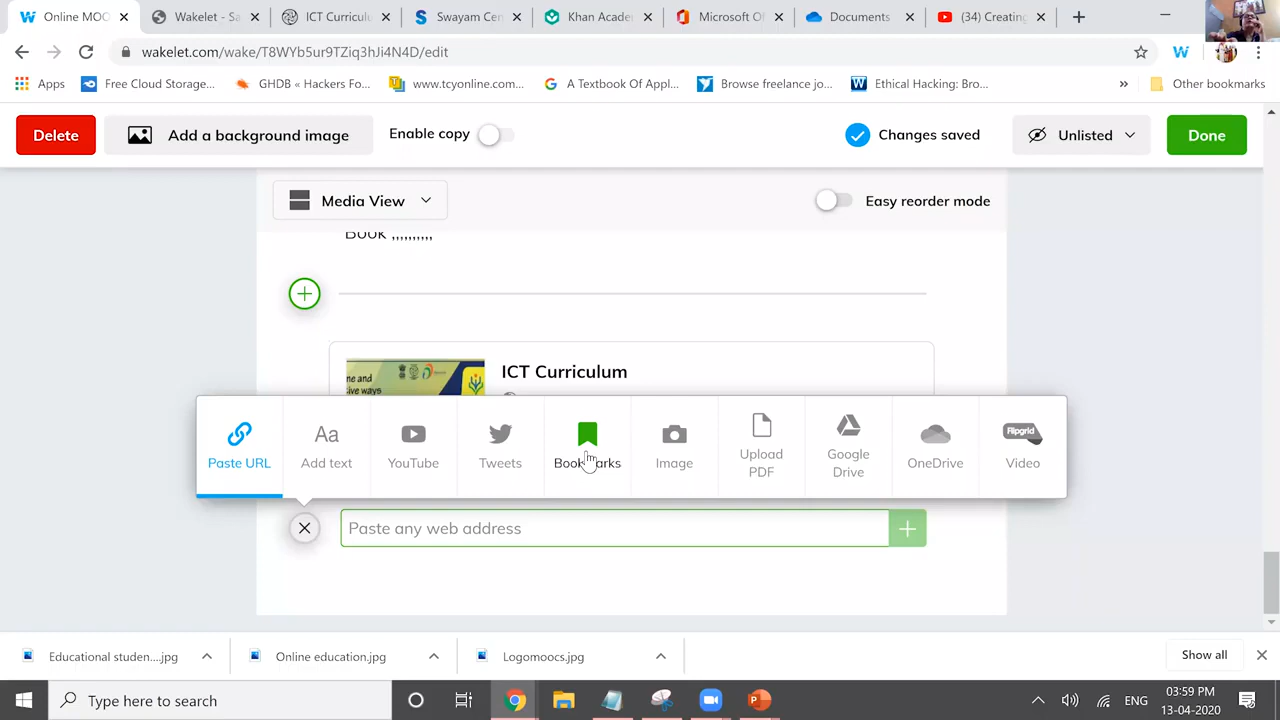 Online MOO
Wakelet - Sa
ICT Curriculu
Swayam Cen
Khan Acade
Microsoft Of
Documents
(34) Creating
wakelet.com/wake/T8WYb5ur9TZiq3hJi4N4D/edit
Apps
Free Cloud Storage...
GHDB « Hackers Fo...
www.tcyonline.com...
A Textbook Of Appl...
Browse freelance jo...
Ethical Hacking: Bro...
»
Other bookmarks
Delete
Add a background image
Enable copy
Changes saved
Unlisted
Done
Media View
Easy reorder mode
Book ,,,,,,,,,,
ICT Curriculum
Paste URL
Aa
Add text
YouTube
Tweets
Bookmarks
Image
Upload
PDF
Google
Drive
OneDrive
Flipgrid
Video
Paste any web address
Educational studen....jpg
Online education.jpg
Logomoocs.jpg
Show all
Type here to search
ENG
03:59 PM
13-04-2020